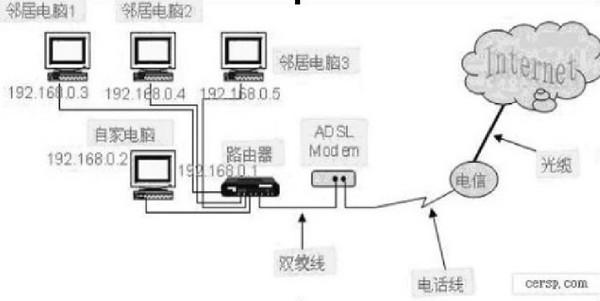 邻居电脑1
邻居电脑2
邻居电脑3
Internet
192.168.0.3
192.168.0.4
192.168.0.5
自家电脑
192.168.0.2
192.168.0.1
路由器
ADSL
Modem
电信
光缆
双绞线
电话线
cersp.com